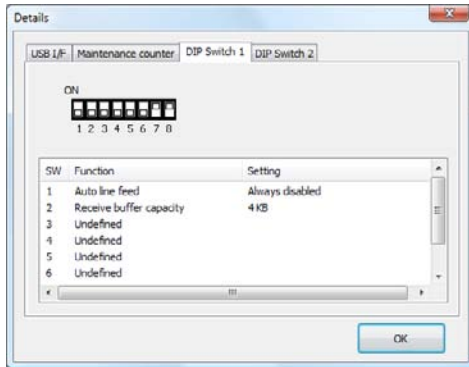 Details
USB I/F Maintenance counter DIP Switch 1 DIP Switch 2
ON
1 2 3 4 5 6 7 8
SW Function Setting
1 Auto line feed Always disabled
2 Receive buffer capacity 4 KB
3 Undefined
4 Undefined
5 Undefined
6 Undefined
OK